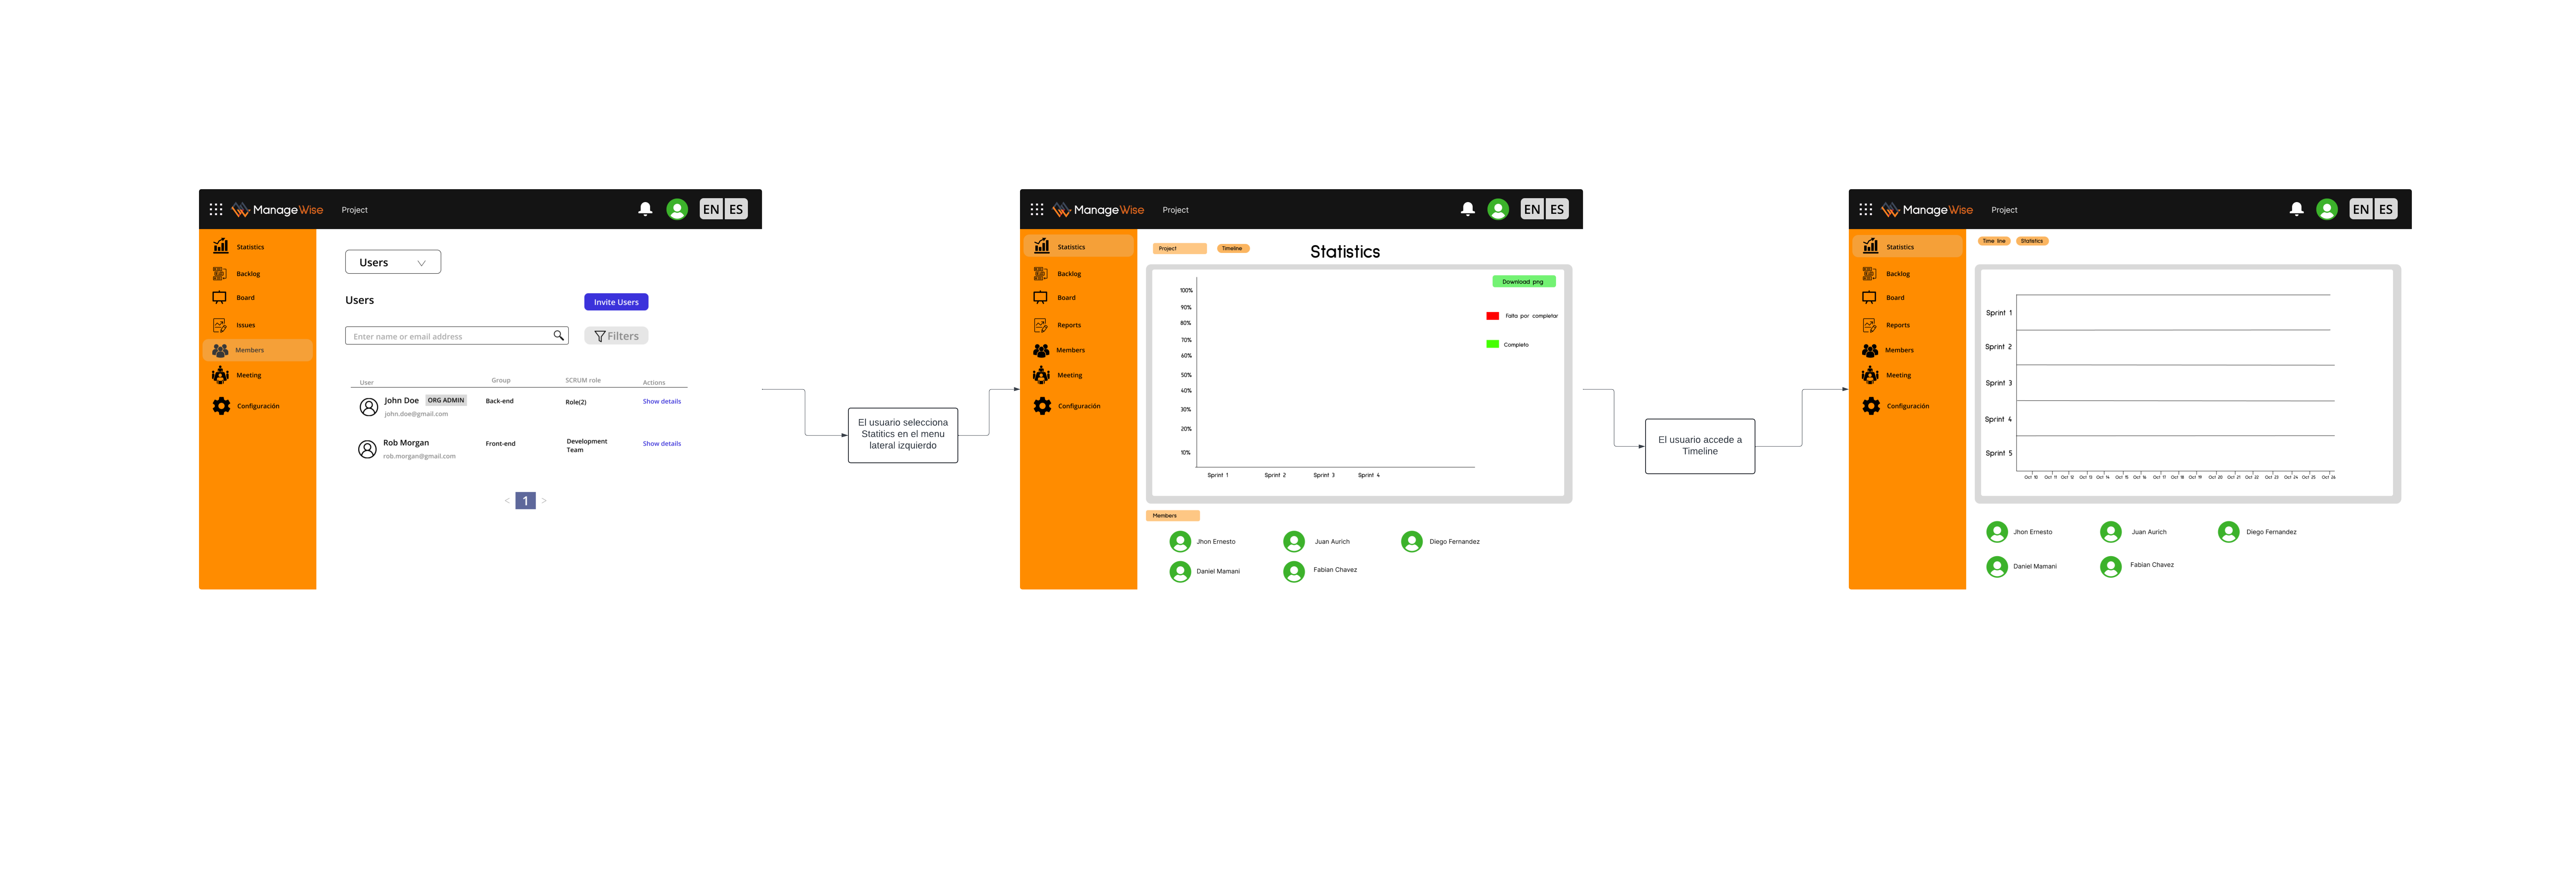 ManageWise
Project
EN ES
Statistics
Backlog
Board
Issues
Members
Meeting
Configuración
Users
Users
Invite Users
Enter name or email address
Filters
User Group SCRUM role Actions
John Doe ORG ADMIN Back-end Role(2) Show details
john.doe@gmail.com
Rob Morgan Front-end Development Team Show details
rob.morgan@gmail.com
< 1 >
El usuario selecciona
Statitics en el menu
lateral izquierdo
ManageWise
Project
EN ES
Statistics
Backlog
Board
Reports
Members
Meeting
Configuración
Project Timeline
Statistics
Download png
100%
90%
80%
70%
60%
50%
40%
30%
20%
10%
Falta por completar
Completo
Sprint 1 Sprint 2 Sprint 3 Sprint 4
Members
Jhon Ernesto Juan Aurich Diego Fernandez
Daniel Mamani Fabian Chavez
El usuario accede a
Timeline
ManageWise
Project
EN ES
Statistics
Backlog
Board
Reports
Members
Meeting
Configuración
Time line Statistics
Sprint 1
Sprint 2
Sprint 3
Sprint 4
Sprint 5
Oct 10 Oct 11 Oct 12 Oct 13 Oct 14 Oct 15 Oct 16 Oct 17 Oct 18 Oct 19 Oct 20 Oct 21 Oct 22 Oct 23 Oct 24 Oct 25 Oct 26
Jhon Ernesto Juan Aurich Diego Fernandez
Daniel Mamani Fabian Chavez